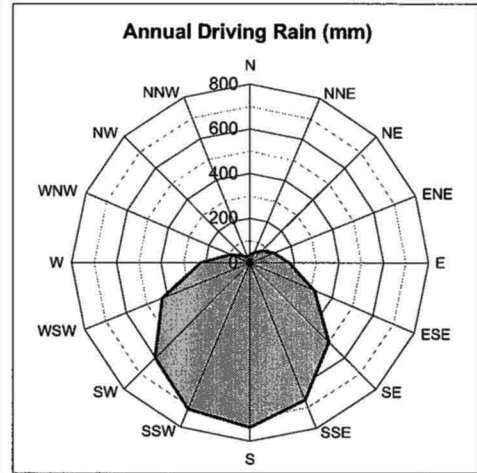 Annual Driving Rain (mm)
N
NNW
NNE
800
NW
NE
600
WNW
400
ENE
200
W
0
E
WSW
ESE
SW
SE
SSW
SSE
S